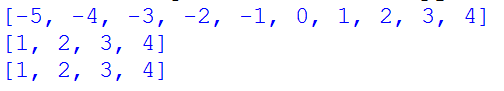 [-5, -4, -3, -2, -1, 0, 1, 2, 3, 4]
[1, 2, 3, 4]
[1, 2, 3, 4]